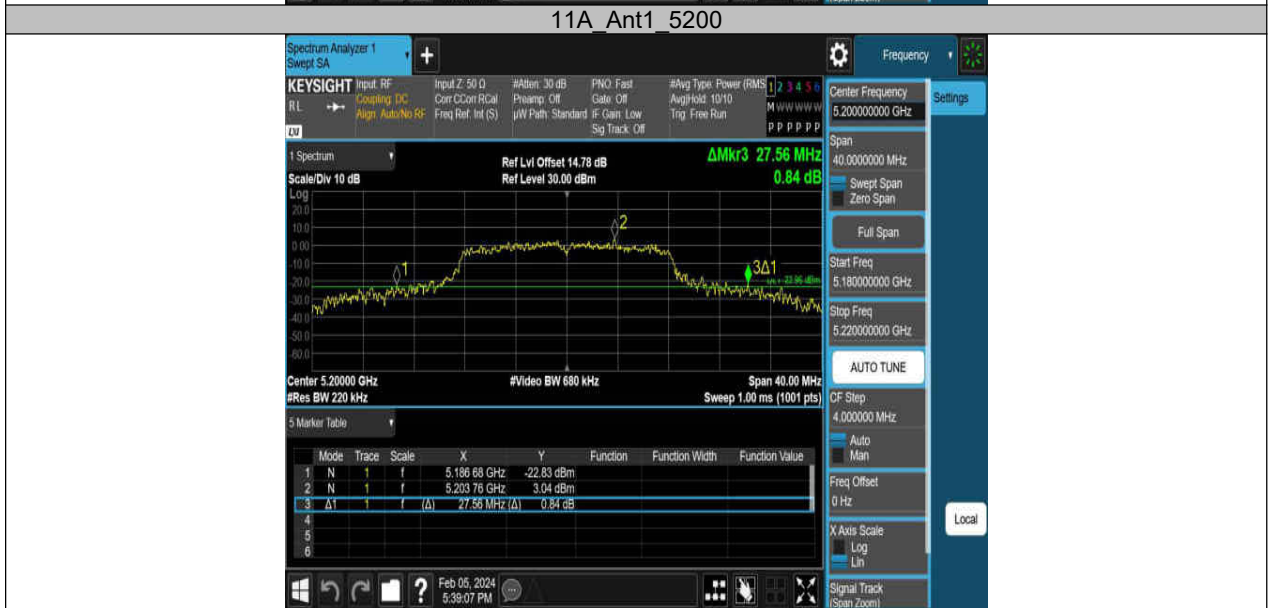 11A_Ant1_5200
Spectrum Analyzer 1
Swept SA
+
Frequency
KEYSIGHT
RL
LXI
Input: RF
Coupling: DC
Align: Auto/No RF
Input Z: 50 Ω
Corr CCorr RCal
Freq Ref: Int (S)
#Atten: 30 dB
Preamp: Off
µW Path: Standard
PNO: Fast
Gate: Off
IF Gain: Low
Sig Track: Off
#Avg Type: Power (RMS
Avg|Hold: 10/10
Trig: Free Run
1 2 3 4 5 6
M W W W W W
P P P P P P
Center Frequency
5.200000000 GHz
Settings
Span
40.0000000 MHz
Swept Span
Zero Span
Full Span
Start Freq
5.180000000 GHz
Stop Freq
5.220000000 GHz
AUTO TUNE
CF Step
4.000000 MHz
Auto
Man
Freq Offset
0 Hz
X Axis Scale
Log
Lin
Signal Track
(Span Zoom)
Local
1 Spectrum
Scale/Div 10 dB
Ref Lvl Offset 14.78 dB
Ref Level 30.00 dBm
ΔMkr3 27.56 MHz
0.84 dB
Log
20.0
10.0
0.00
-10.0
-20.0
-30.0
-40.0
-50.0
-60.0
1
2
3Δ1
-22.96 dBm
Center 5.20000 GHz
#Video BW 680 kHz
Span 40.00 MHz
#Res BW 220 kHz
Sweep 1.00 ms (1001 pts)
5 Marker Table
Mode Trace Scale X Y Function Function Width Function Value
1 N 1 f 5.186 68 GHz -22.83 dBm
2 N 1 f 5.203 76 GHz 3.04 dBm
3 Δ1 1 f (Δ) 27.56 MHz (Δ) 0.84 dB
4
5
6
?
Feb 05, 2024
5:39:07 PM